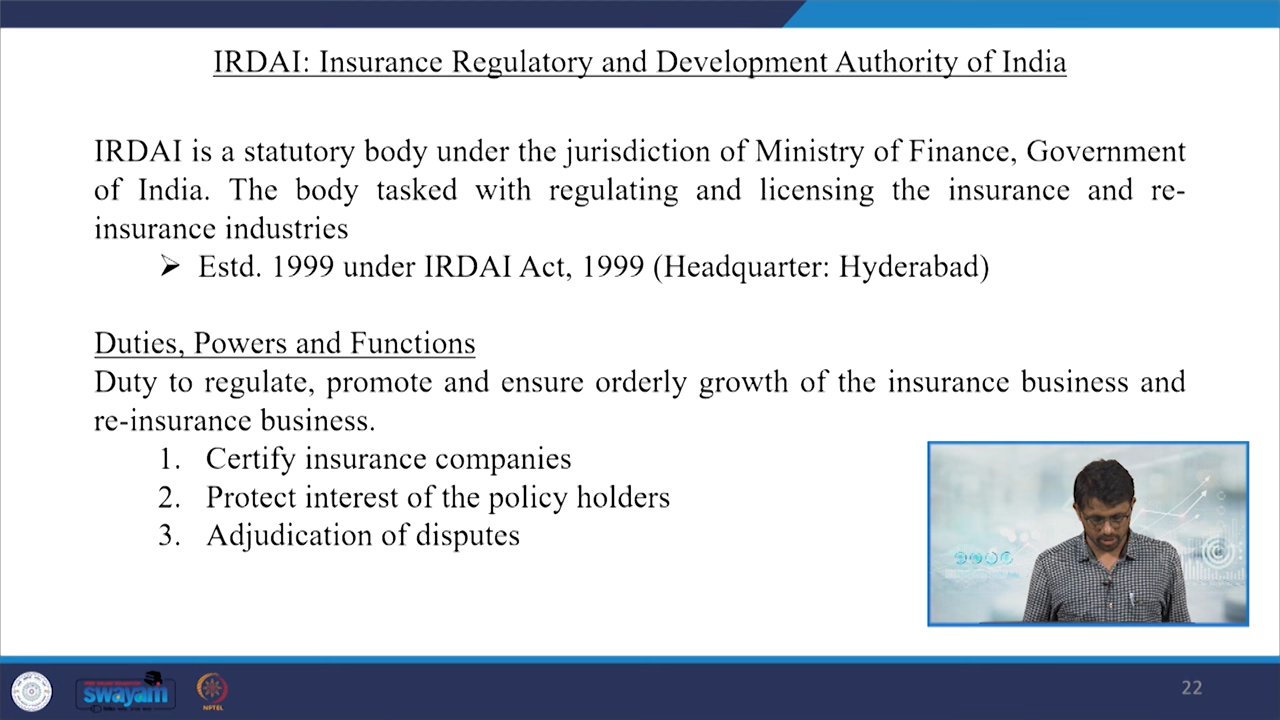 IRDAI: Insurance Regulatory and Development Authority of India
IRDAI is a statutory body under the jurisdiction of Ministry of Finance, Government
of India. The body tasked with regulating and licensing the insurance and re-
insurance industries
➢ Estd. 1999 under IRDAI Act, 1999 (Headquarter: Hyderabad)
Duties, Powers and Functions
Duty to regulate, promote and ensure orderly growth of the insurance business and
re-insurance business.
1. Certify insurance companies
2. Protect interest of the policy holders
3. Adjudication of disputes
swayam
NPTEL
22